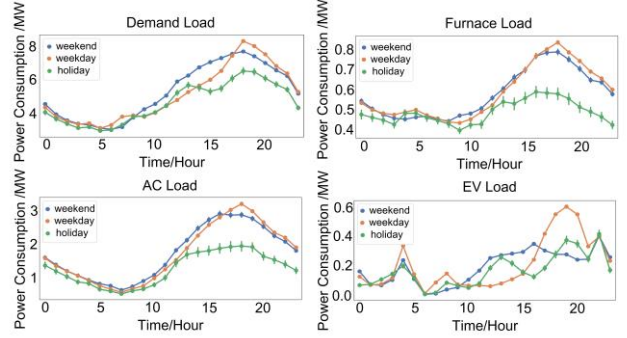 Demand Load
Power Consumption /MW
8
6
4
weekend
weekday
holiday
0
5
10
15
20
Time/Hour
Furnace Load
Power Consumption /MW
0.8
0.7
0.6
0.5
0.4
weekend
weekday
holiday
0
5
10
15
20
Time/Hour
AC Load
Power Consumption /MW
3
2
1
weekend
weekday
holiday
0
5
10
15
20
Time/Hour
EV Load
Power Consumption /MW
0.6
0.4
0.2
0.0
weekend
weekday
holiday
0
5
10
15
20
Time/Hour